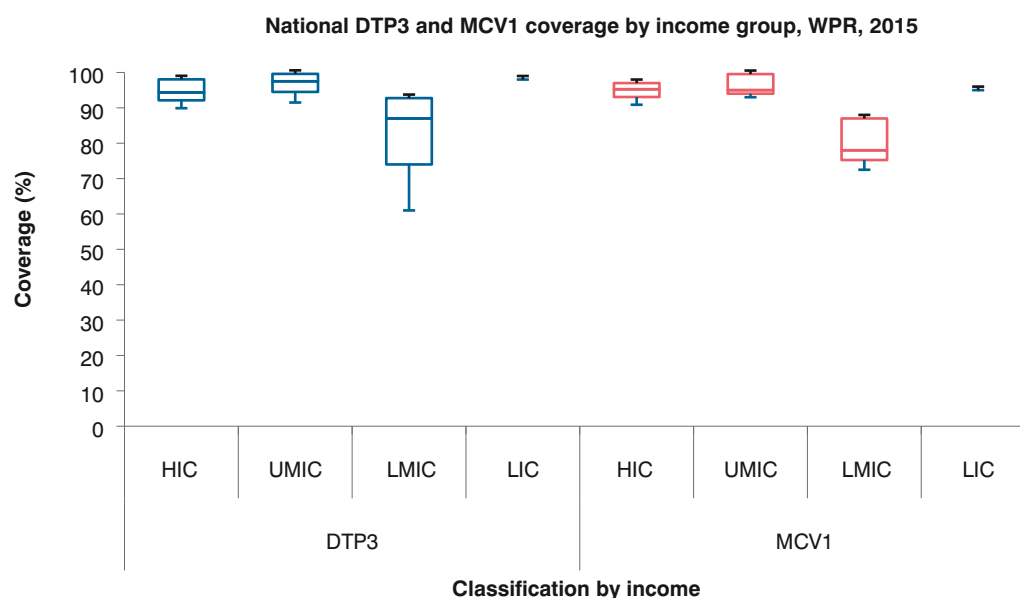 National DTP3 and MCV1 coverage by income group, WPR, 2015
Coverage (%)
100
90
80
70
60
50
40
30
20
10
0
HIC UMIC LMIC LIC HIC UMIC LMIC LIC
DTP3 MCV1
Classification by income